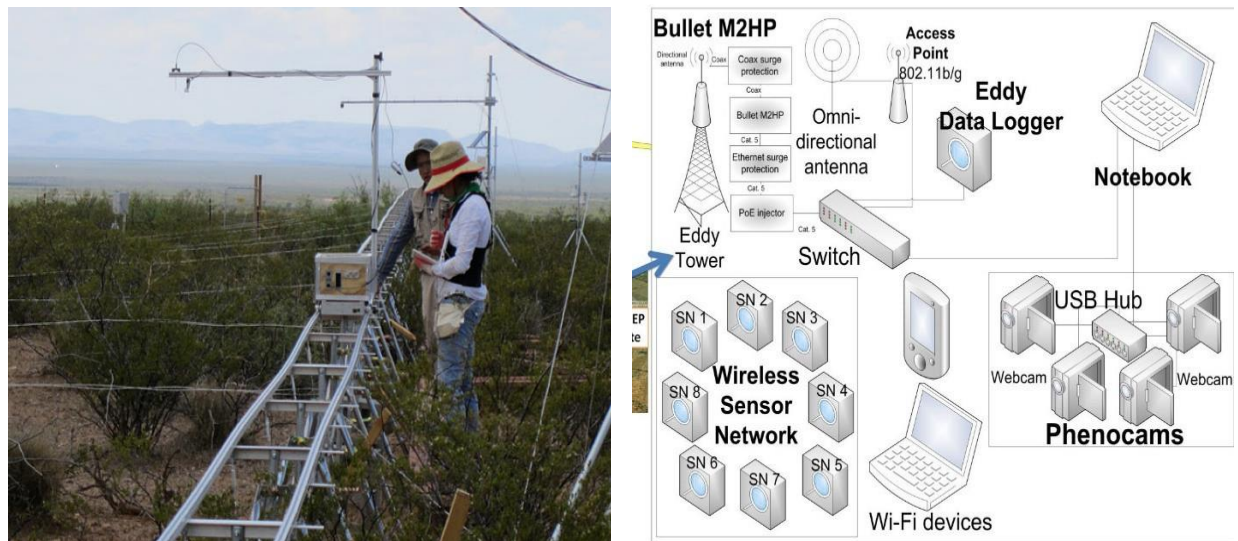 Bullet M2HP
Directional
antenna
Coax
Coax surge
protection
Coax
Bullet M2HP
Cat. 5
Ethernet surge
protection
Cat. 5
PoE injector
Cat. 5
Eddy
Tower
Omni-
directional
antenna
Access
Point
802.11b/g
Eddy
Data Logger
Notebook
Switch
EP
te
SN 1
SN 2
SN 3
SN 8
Wireless
Sensor
Network
SN 4
SN 6
SN 7
SN 5
Wi-Fi devices
USB Hub
Webcam
Webcam
Phenocams